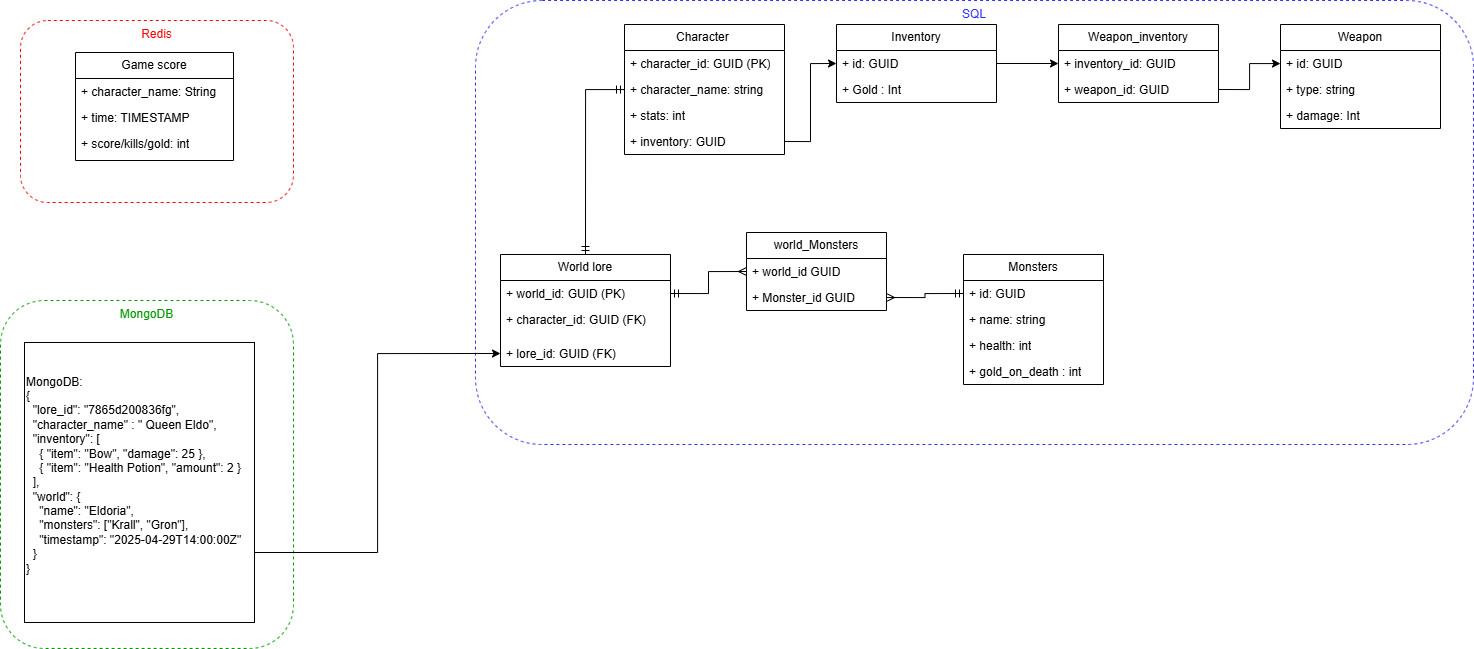 Redis
Game score
+ character_name: String
+ time: TIMESTAMP
+ score/kills/gold: int
SQL
Character
+ character_id: GUID (PK)
+ character_name: string
+ stats: int
+ inventory: GUID
Inventory
+ id: GUID
+ Gold : Int
Weapon_inventory
+ inventory_id: GUID
+ weapon_id: GUID
Weapon
+ id: GUID
+ type: string
+ damage: Int
World lore
+ world_id: GUID (PK)
+ character_id: GUID (FK)
+ lore_id: GUID (FK)
world_Monsters
+ world_id GUID
+ Monster_id GUID
Monsters
+ id: GUID
+ name: string
+ health: int
+ gold_on_death : int
MongoDB
MongoDB:
{
"lore_id": "7865d200836fg",
"character_name" : " Queen Eldo",
"inventory": [
{ "item": "Bow", "damage": 25 },
{ "item": "Health Potion", "amount": 2 }
],
"world": {
"name": "Eldoria",
"monsters": ["Krall", "Gron"],
"timestamp": "2025-04-29T14:00:00Z"
}
}